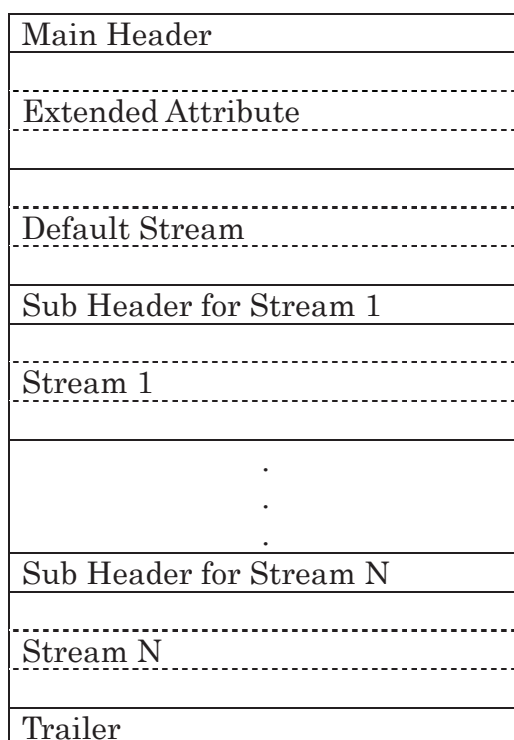 Main Header
Extended Attribute
Default Stream
Sub Header for Stream 1
Stream 1
.
.
.
Sub Header for Stream N
Stream N
Trailer